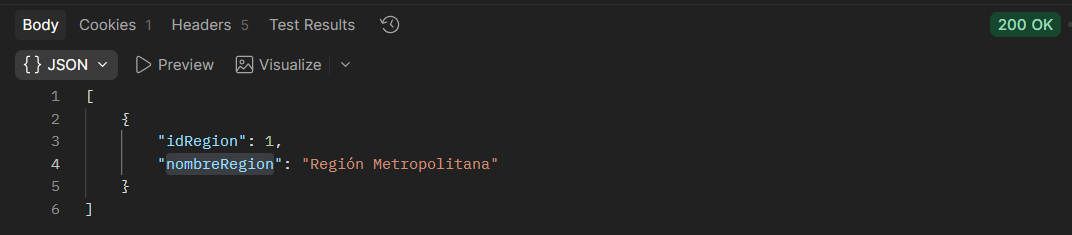 Body Cookies 1 Headers 5 Test Results 200 OK
{} JSON Preview Visualize
1 [
2 {
3 "idRegion": 1,
4 "nombreRegion": "Región Metropolitana"
5 }
6 ]